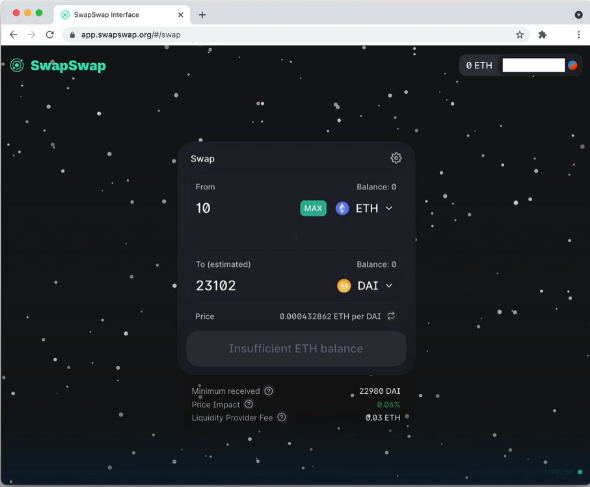 SwapSwap Interface
app.swapswap.org/#/swap
SwapSwap
0 ETH
Swap
From Balance: 0
10 MAX ETH
To (estimated) Balance: 0
23102 DAI
Price 0.000432862 ETH per DAI
Insufficient ETH balance
Minimum received 22980 DAI
Price Impact 0.06%
Liquidity Provider Fee 0.03 ETH